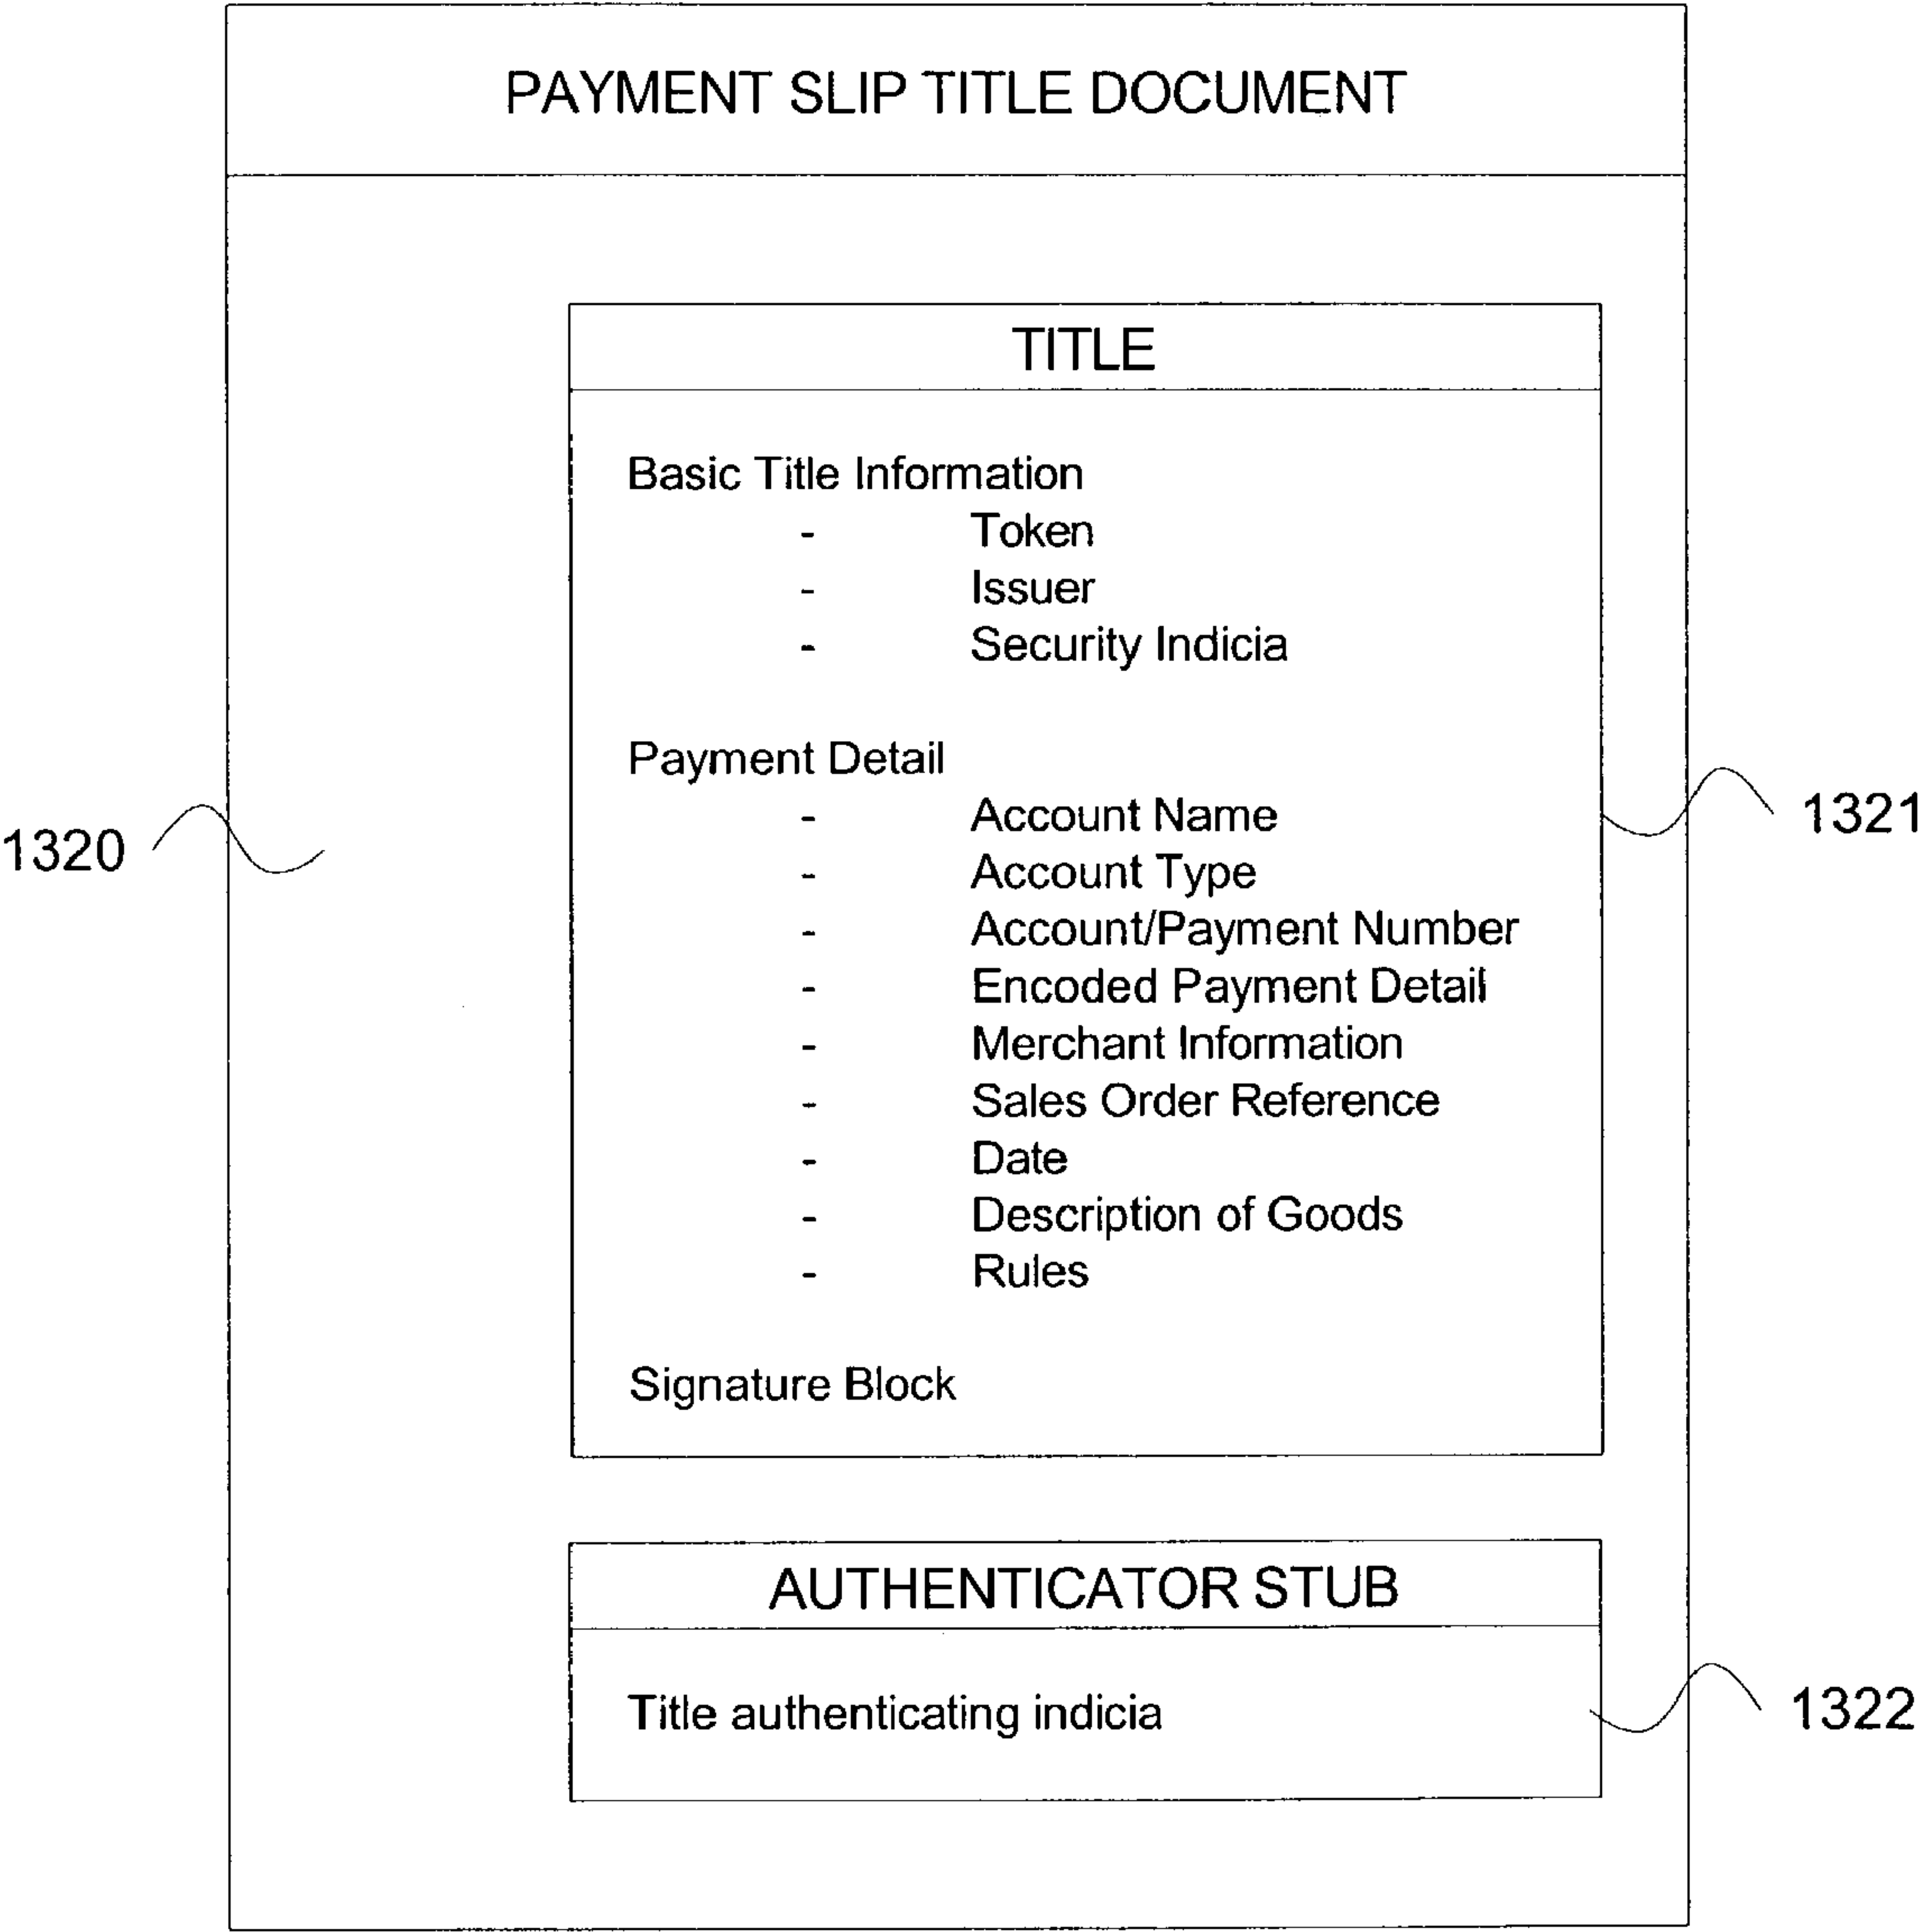 PAYMENT SLIP TITLE DOCUMENT
TITLE
Basic Title Information
- Token
- Issuer
- Security Indicia
Payment Detail
- Account Name
- Account Type
- Account/Payment Number
- Encoded Payment Detail
- Merchant Information
- Sales Order Reference
- Date
- Description of Goods
- Rules
Signature Block
1320
1321
AUTHENTICATOR STUB
Title authenticating indicia
1322